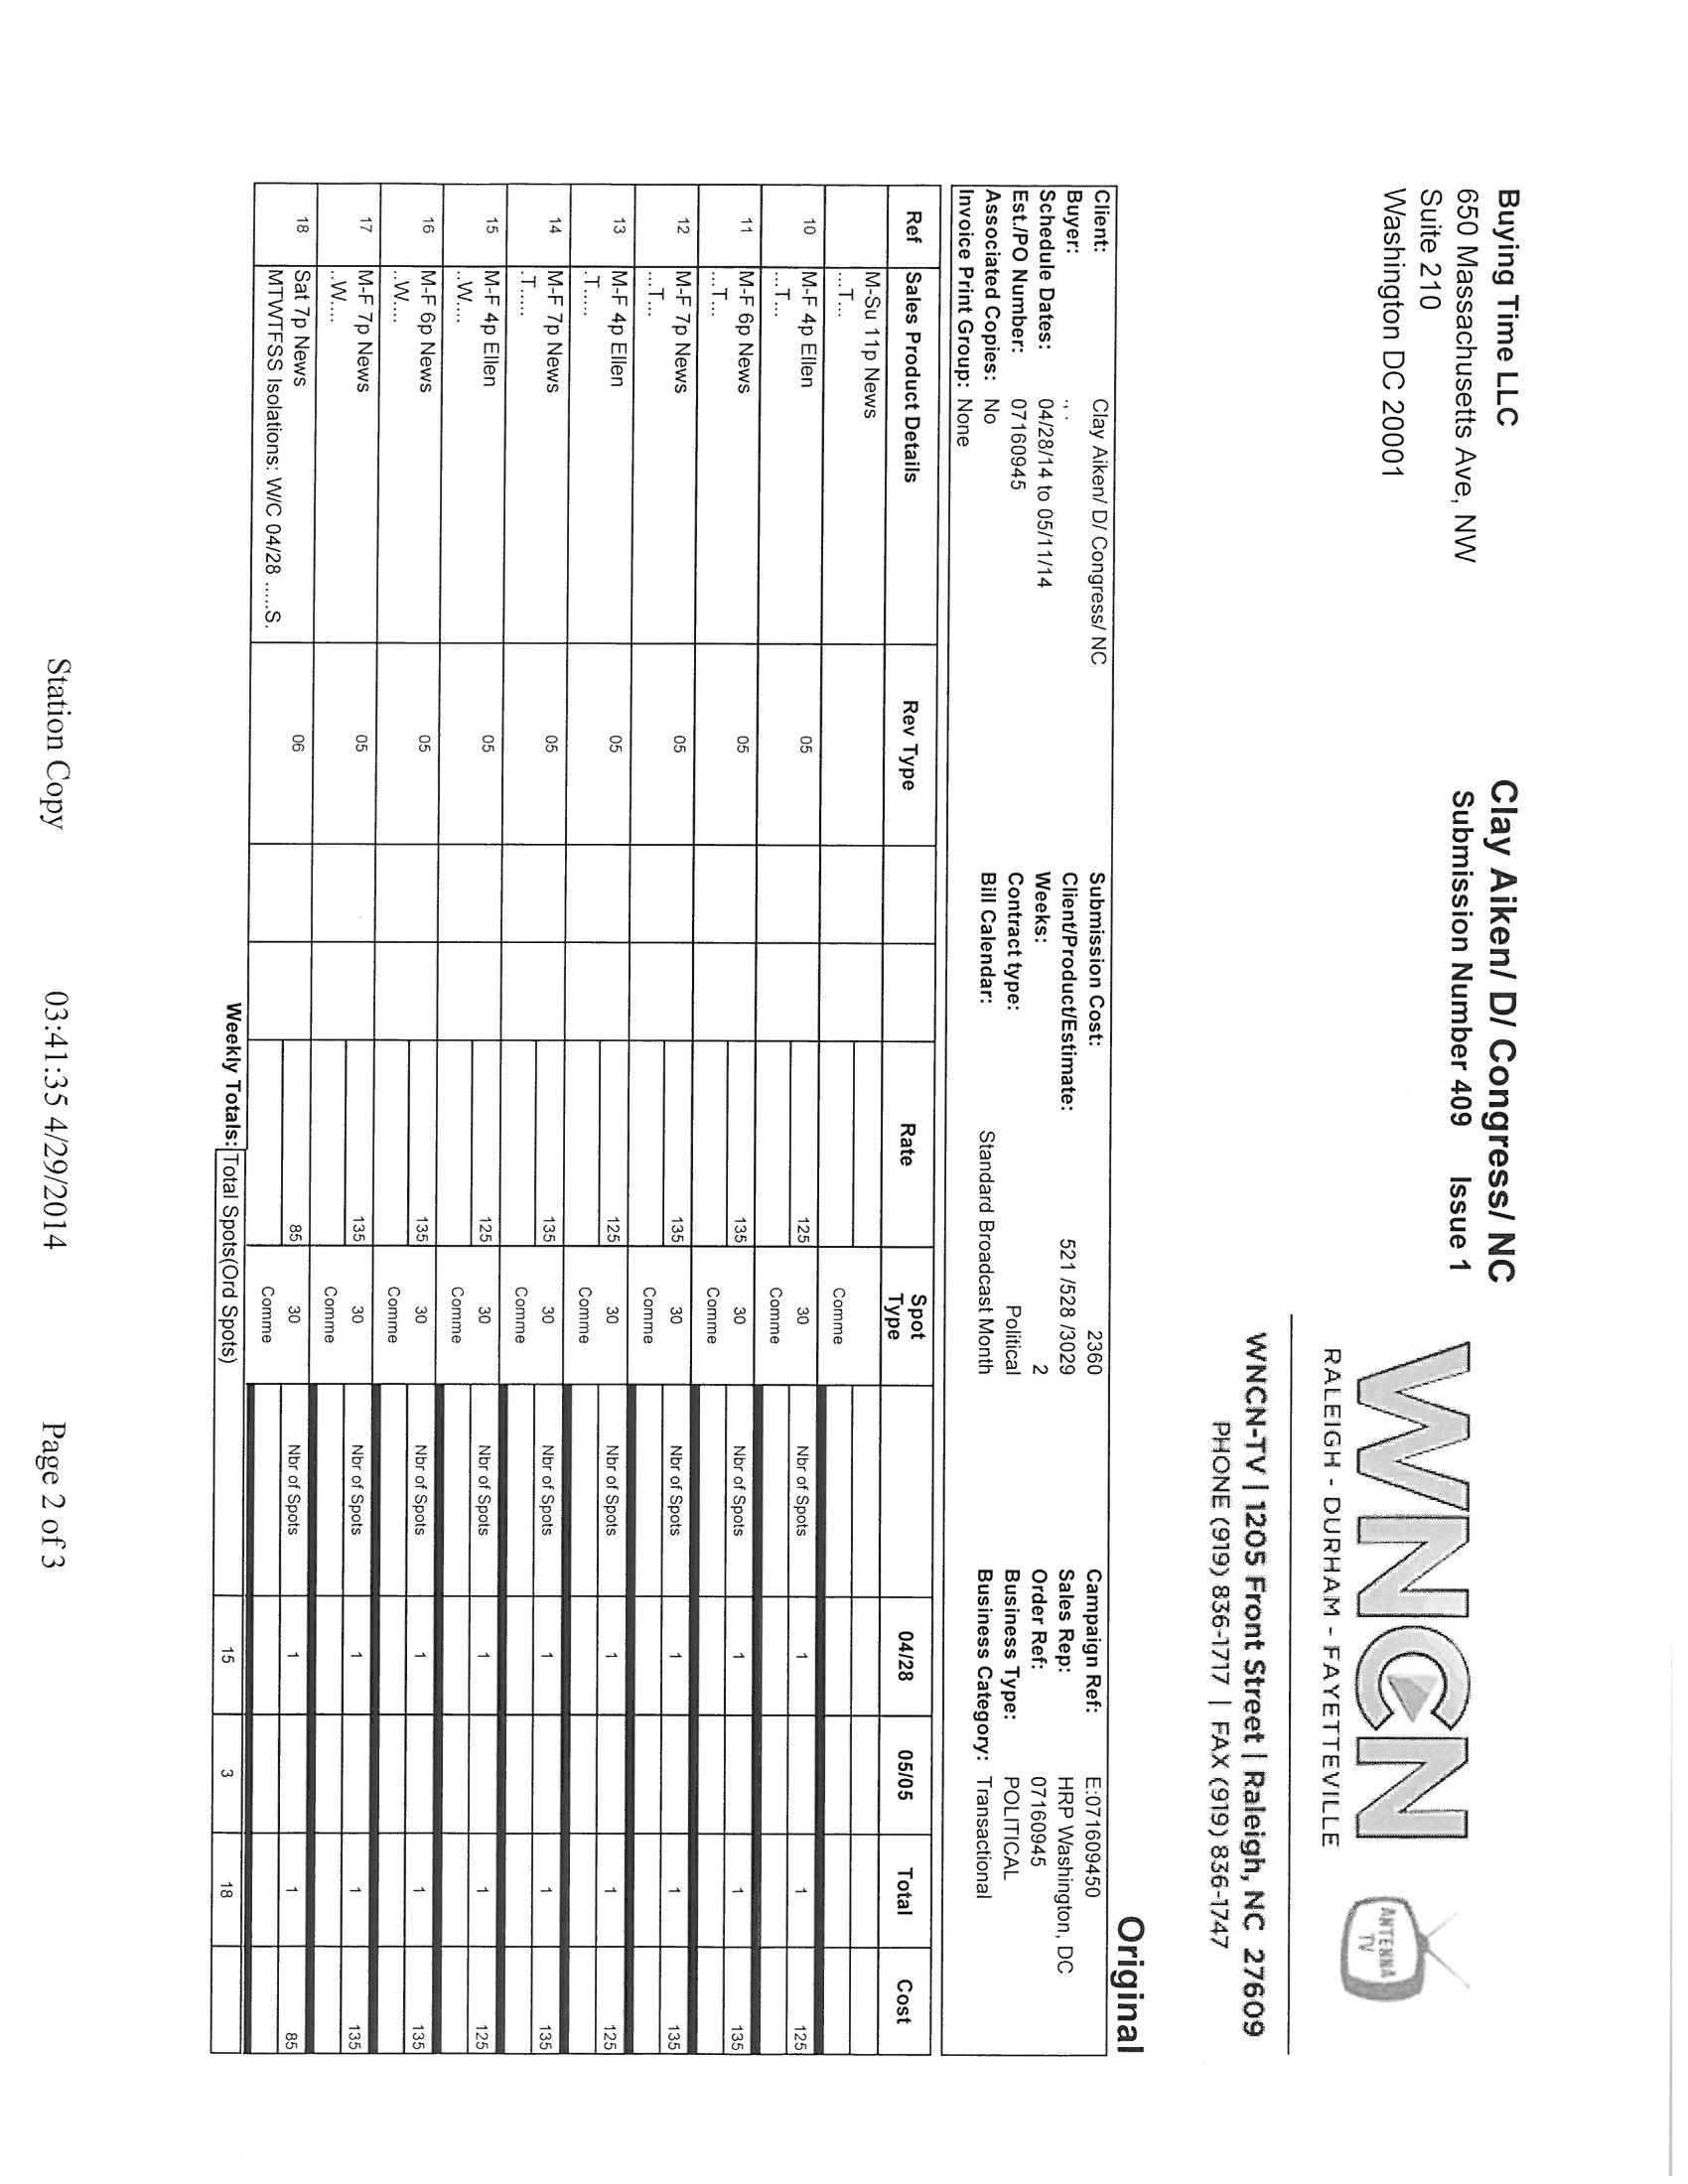 Buying Time LLC
650 Massachusetts Ave, NW
Suite 210
Washington DC 20001
Clay Aiken/ D/ Congress/ NC
Submission Number 409 Issue 1
WNCN
RALEIGH - DURHAM - FAYETTEVILLE
ANTENNA
TV
WNCN-TV | 1205 Front Street | Raleigh, NC 27609
PHONE (919) 836-1717 | FAX (919) 836-1747
Original
Client: Clay Aiken/ D/ Congress/ NC Submission Cost: 2360 Campaign Ref: E:071609450
Buyer: ., . Client/Product/Estimate: 521 /528 /3029 Sales Rep: HRP Washington, DC
Schedule Dates: 04/28/14 to 05/11/14 Weeks: 2 Order Ref: 07160945
Est./PO Number: 07160945 Contract type: Political Business Type: POLITICAL
Associated Copies: No Bill Calendar: Standard Broadcast Month Business Category: Transactional
Invoice Print Group: None
Ref Sales Product Details Rev Type Rate Spot Type 04/28 05/05 Total Cost
M-Su 11p News
...T... Comme
10 M-F 4p Ellen 05 125 30 Nbr of Spots 1 1 125
...T... Comme
11 M-F 6p News 05 135 30 Nbr of Spots 1 1 135
...T... Comme
12 M-F 7p News 05 135 30 Nbr of Spots 1 1 135
...T... Comme
13 M-F 4p Ellen 05 125 30 Nbr of Spots 1 1 125
.T..... Comme
14 M-F 7p News 05 135 30 Nbr of Spots 1 1 135
.T..... Comme
15 M-F 4p Ellen 05 125 30 Nbr of Spots 1 1 125
..W.... Comme
16 M-F 6p News 05 135 30 Nbr of Spots 1 1 135
..W.... Comme
17 M-F 7p News 05 135 30 Nbr of Spots 1 1 135
..W.... Comme
18 Sat 7p News 06 85 30 Nbr of Spots 1 1 85
MTWTFSS Isolations: W/C 04/28 .....S. Comme
Weekly Totals: Total Spots(Ord Spots) 15 3 18
Station Copy 03:41:35 4/29/2014 Page 2 of 3